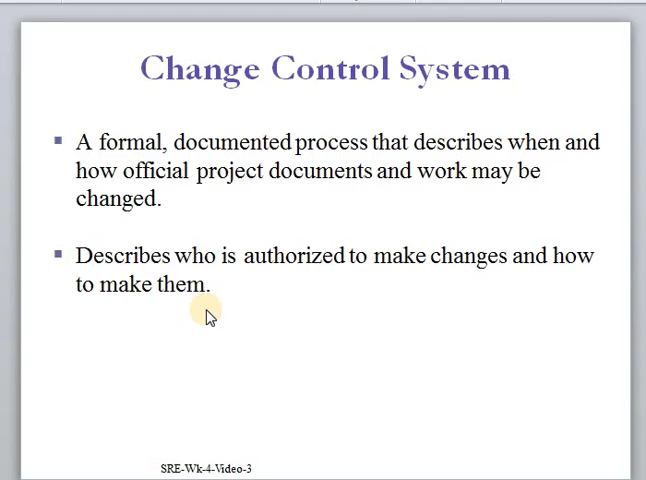 Change Control System
A formal, documented process that describes when and
how official project documents and work may be
changed.
Describes who is authorized to make changes and how
to make them.
SRE-Wk-4-Video-3